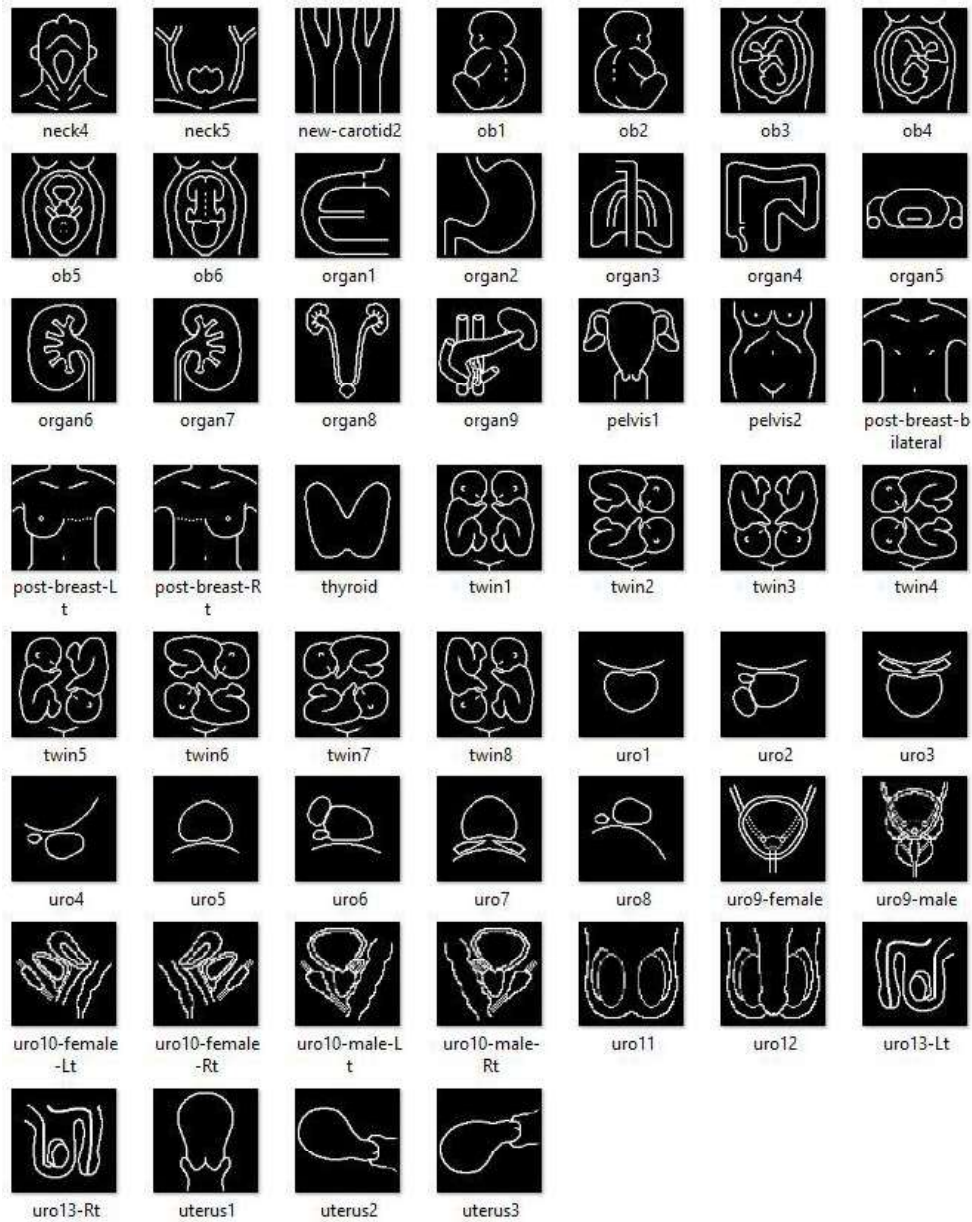 neck4 neck5 new-carotid2 ob1 ob2 ob3 ob4
ob5 ob6 organ1 organ2 organ3 organ4 organ5
organ6 organ7 organ8 organ9 pelvis1 pelvis2 post-breast-b
ilateral
post-breast-L post-breast-R thyroid twin1 twin2 twin3 twin4
t t
twin5 twin6 twin7 twin8 uro1 uro2 uro3
uro4 uro5 uro6 uro7 uro8 uro9-female uro9-male
uro10-female uro10-female uro10-male-L uro10-male- uro11 uro12 uro13-Lt
-Lt -Rt t Rt
uro13-Rt uterus1 uterus2 uterus3